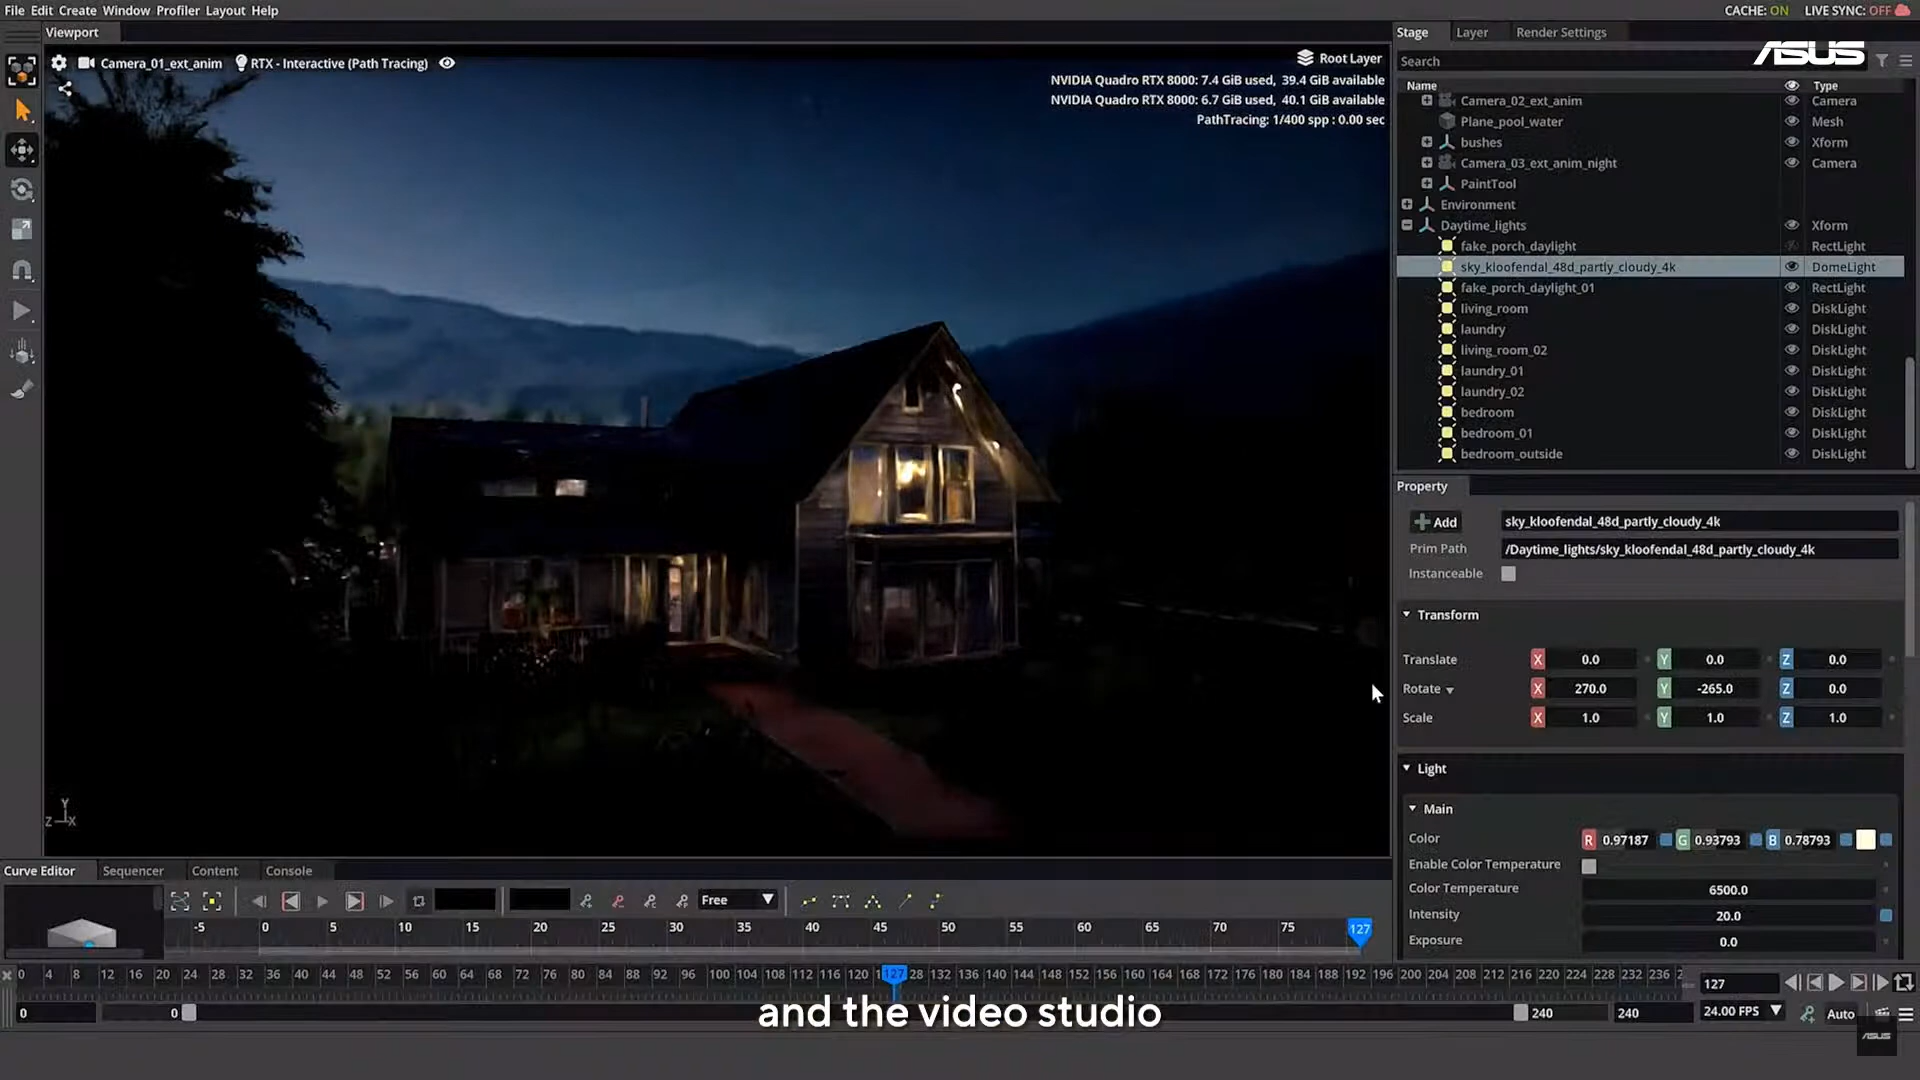 File Edit Create Window Profiler Layout Help
CACHE: ON LIVE SYNC: OFF
Viewport
Camera_01_ext_anim RTX - Interactive (Path Tracing)
Root Layer
NVIDIA Quadro RTX 8000: 7.4 GiB used, 39.4 GiB available
NVIDIA Quadro RTX 8000: 6.7 GiB used, 40.1 GiB available
PathTracing: 1/400 spp : 0.00 sec
Z X Y
Stage Layer Render Settings
ASUS
Search
Name Type
Camera_02_ext_anim Camera
Plane_pool_water Mesh
bushes Xform
Camera_03_ext_anim_night Camera
PaintTool
Environment
Daytime_lights Xform
fake_porch_daylight RectLight
sky_kloofendal_48d_partly_cloudy_4k DomeLight
fake_porch_daylight_01 RectLight
living_room DiskLight
laundry DiskLight
living_room_02 DiskLight
laundry_01 DiskLight
laundry_02 DiskLight
bedroom DiskLight
bedroom_01 DiskLight
bedroom_outside DiskLight
Property
Add sky_kloofendal_48d_partly_cloudy_4k
Prim Path /Daytime_lights/sky_kloofendal_48d_partly_cloudy_4k
Instanceable
Transform
Translate X 0.0 Y 0.0 Z 0.0
Rotate X 270.0 Y -265.0 Z 0.0
Scale X 1.0 Y 1.0 Z 1.0
Light
Main
Color R 0.97187 G 0.93793 B 0.78793
Enable Color Temperature
Color Temperature 6500.0
Intensity 20.0
Exposure 0.0
Curve Editor Sequencer Content Console
Free
-5 0 5 10 15 20 25 30 35 40 45 50 55 60 65 70 75 127
0 4 8 12 16 20 24 28 32 36 40 44 48 52 56 60 64 68 72 76 80 84 88 92 96 100 104 108 112 116 120 127 28 132 136 140 144 148 152 156 160 164 168 172 176 180 184 188 192 196 200 204 208 212 216 220 224 228 232 236 127
0 0 240 240 24.00 FPS Auto
and the video studio
ASUS